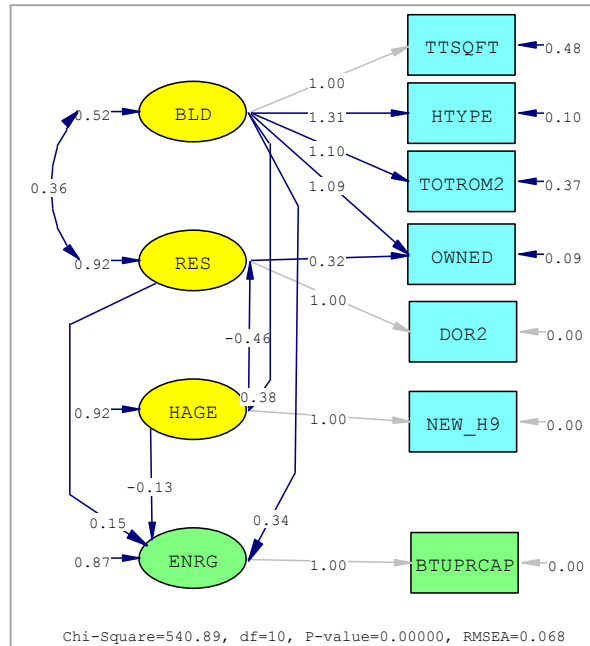 TTSQFT
0.48
1.00
0.52
BLD
1.31
HTYPE
0.10
1.10
TOTROM2
0.37
0.36
1.09
0.92
RES
0.32
OWNED
0.09
1.00
DOR2
0.00
-0.46
0.92
HAGE
0.38
1.00
NEW_H9
0.00
-0.13
0.15
0.34
0.87
ENRG
1.00
BTUPRCAP
0.00
Chi-Square=540.89, df=10, P-value=0.00000, RMSEA=0.068